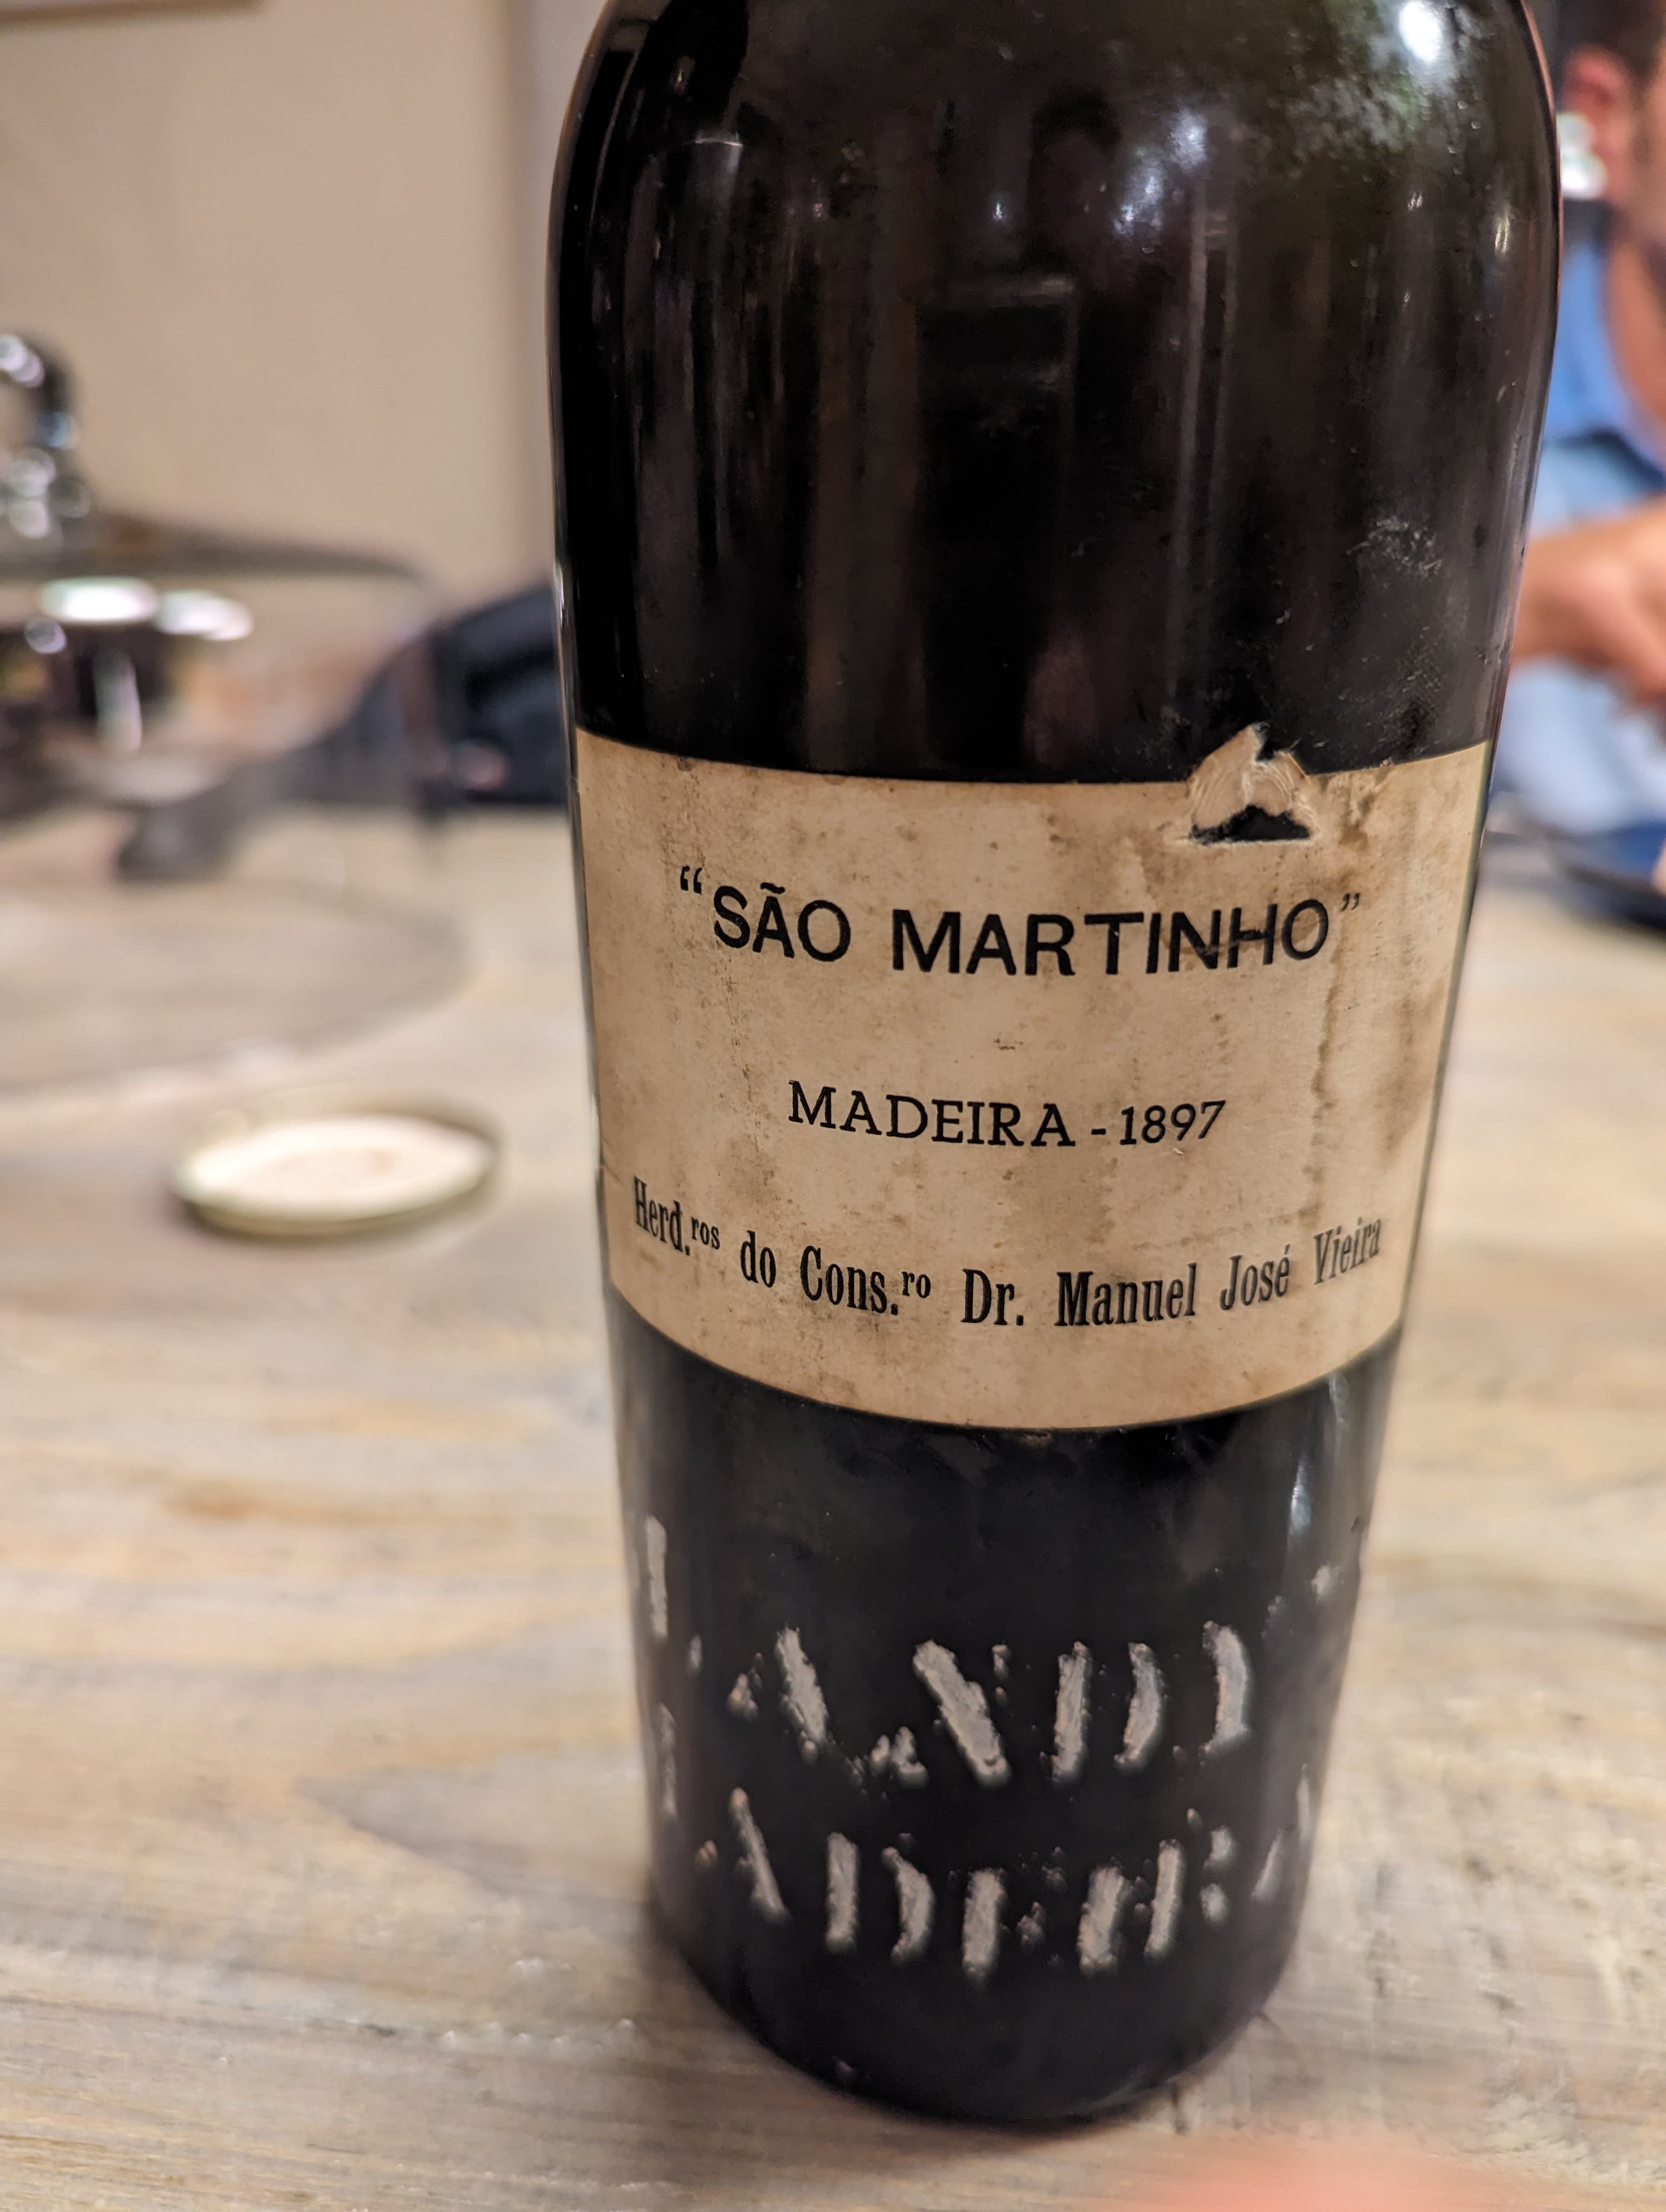 “SÃO MARTINHO”
MADEIRA - 1897
Herd.ros do Cons.ro Dr. Manuel José Vieira